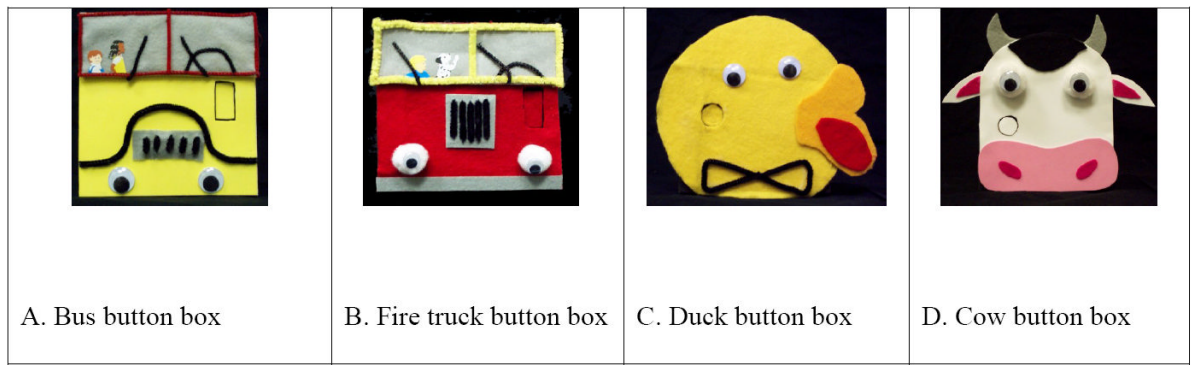 A. Bus button box
B. Fire truck button box
C. Duck button box
D. Cow button box